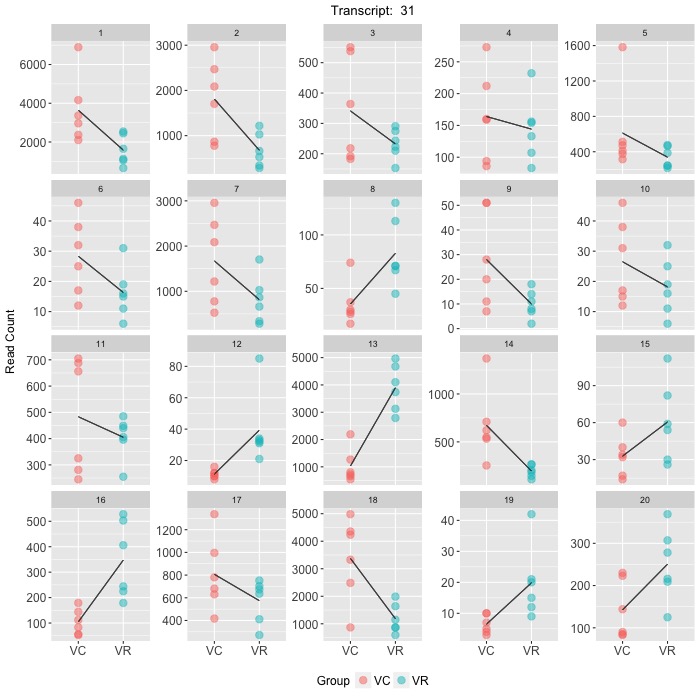 Transcript: 31
1 2 3 4 5
6000 4000 2000
3000 2000 1000
500 400 300 200
250 200 150 100
1600 1200 800 400
6 7 8 9 10
40 30 20 10
3000 2000 1000
100 50
50 40 30 20 10 0
40 30 20 10
Read Count
11 12 13 14 15
700 600 500 400 300
80 60 40 20
5000 4000 3000 2000 1000
1000 500
90 60 30
16 17 18 19 20
500 400 300 200 100
1200 1000 800 600 400
5000 4000 3000 2000 1000
40 30 20 10
300 200 100
VC VR VC VR VC VR VC VR VC VR
Group VC VR